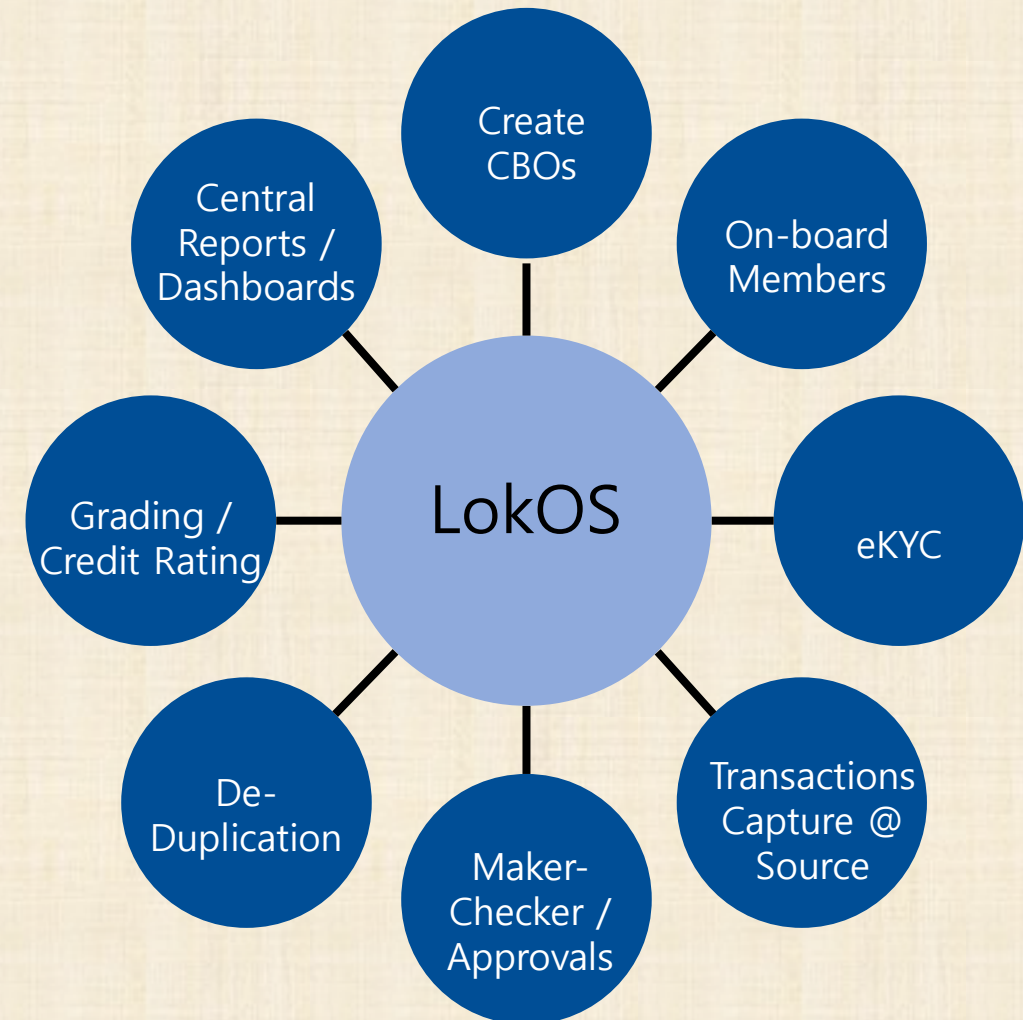 Create
CBOs
On-board
Members
eKYC
Transactions
Capture @
Source
Maker-
Checker /
Approvals
De-
Duplication
Grading /
Credit Rating
Central
Reports /
Dashboards
LokOS